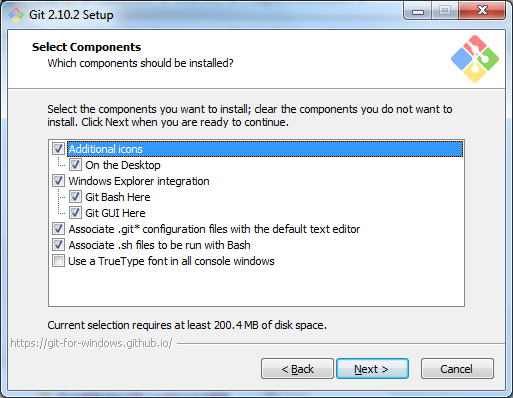 Git 2.10.2 Setup
Select Components
Which components should be installed?
Select the components you want to install; clear the components you do not want to
install. Click Next when you are ready to continue.
Additional icons
On the Desktop
Windows Explorer integration
Git Bash Here
Git GUI Here
Associate .git* configuration files with the default text editor
Associate .sh files to be run with Bash
Use a TrueType font in all console windows
Current selection requires at least 200.4 MB of disk space.
https://git-for-windows.github.io/
< Back
Next >
Cancel